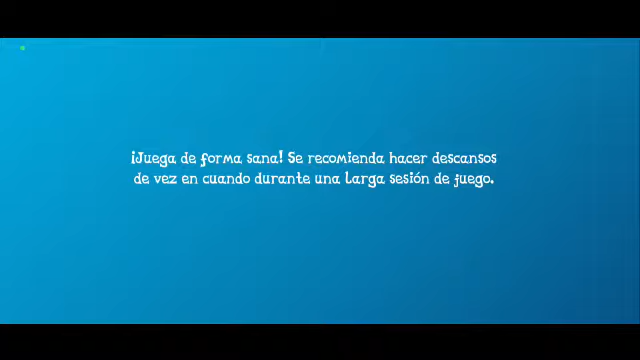 ¡Juega de forma sana! Se recomienda hacer descansos
de vez en cuando durante una larga sesión de juego.